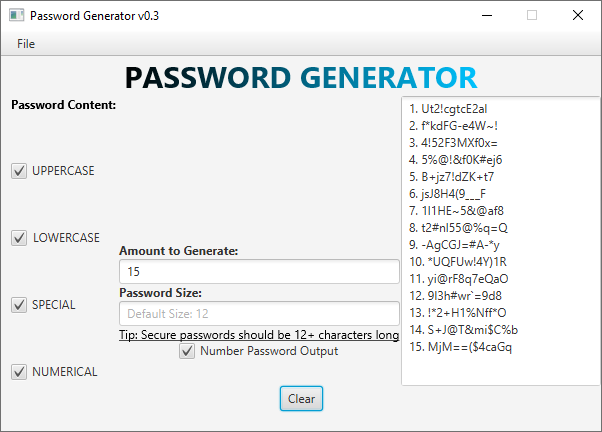 Password Generator v0.3
File
PASSWORD GENERATOR
Password Content:
UPPERCASE
LOWERCASE
SPECIAL
NUMERICAL
Amount to Generate:
15
Password Size:
Default Size: 12
Tip: Secure passwords should be 12+ characters long
Number Password Output
Clear
1. Ut2!cgtcE2aI
2. f*kdFG-e4W~!
3. 4!52F3MXf0x=
4. 5%@!&f0K#ej6
5. B+jz7!dZK+t7
6. jsJ8H4(9___F
7. 1I1HE~5&@af8
8. t2#nI55@%q=Q
9. -AgCGJ=#A-*y
10. *UQFUw!4Y)1R
11. yi@rF8q7eQaO
12. 9I3h#wr`=9d8
13. !*2+H1%Nff*O
14. S+J@T&mi$C%b
15. MjM==($4caGq